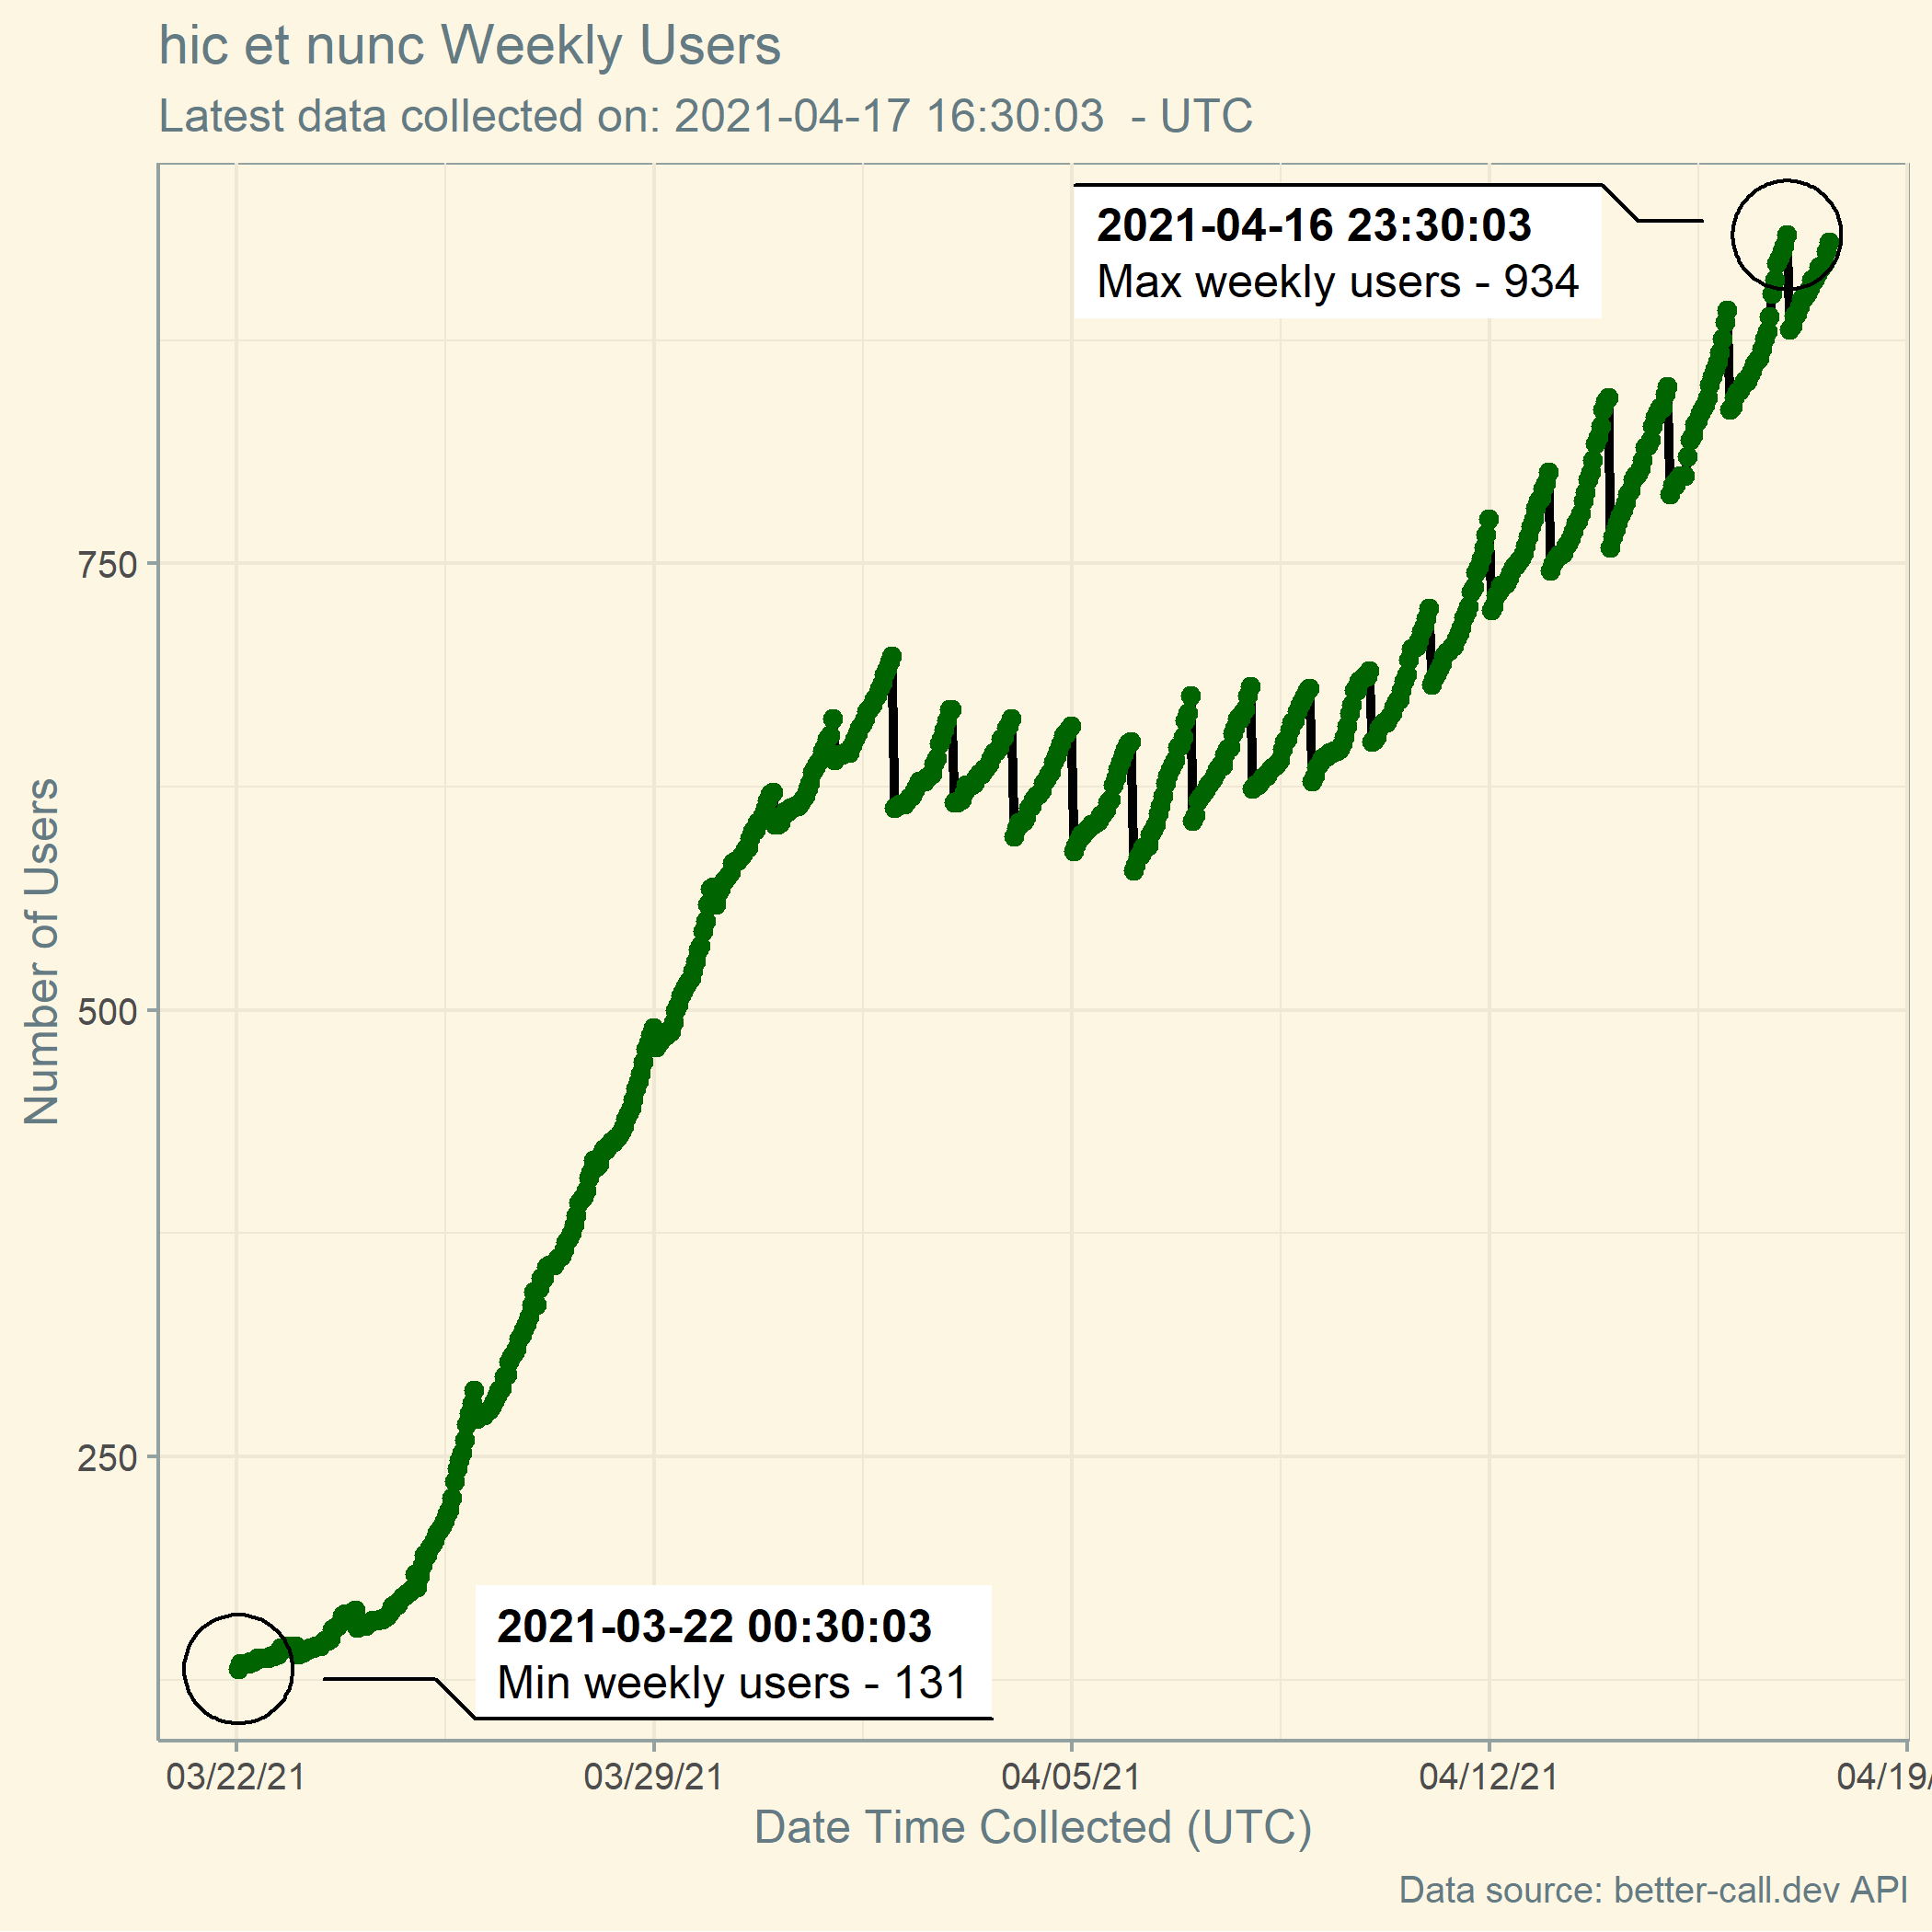 hic et nunc Weekly Users
Latest data collected on: 2021-04-17 16:30:03  - UTC
2021-04-16 23:30:03
Max weekly users - 934
750
500
250
Number of Users
2021-03-22 00:30:03
Min weekly users - 131
03/22/21
03/29/21
04/05/21
04/12/21
04/19/
Date Time Collected (UTC)
Data source: better-call.dev API